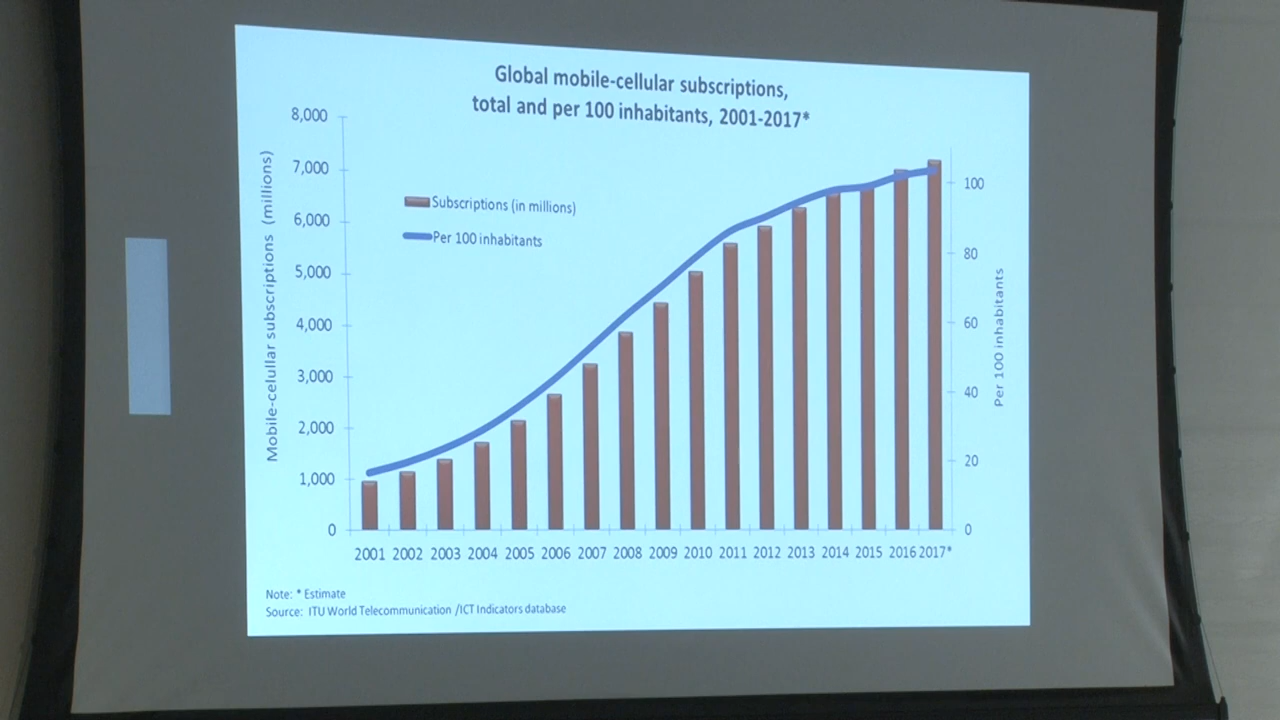 Global mobile-cellular subscriptions,
total and per 100 inhabitants, 2001-2017*
Mobile-celullar subscriptions (millions)
8,000
7,000
6,000
5,000
4,000
3,000
2,000
1,000
0
Subscriptions (in millions)
Per 100 inhabitants
100
80
60
40
20
0
Per 100 inhabitants
2001 2002 2003 2004 2005 2006 2007 2008 2009 2010 2011 2012 2013 2014 2015 2016 2017*
Note: * Estimate
Source: ITU World Telecommunication /ICT Indicators database